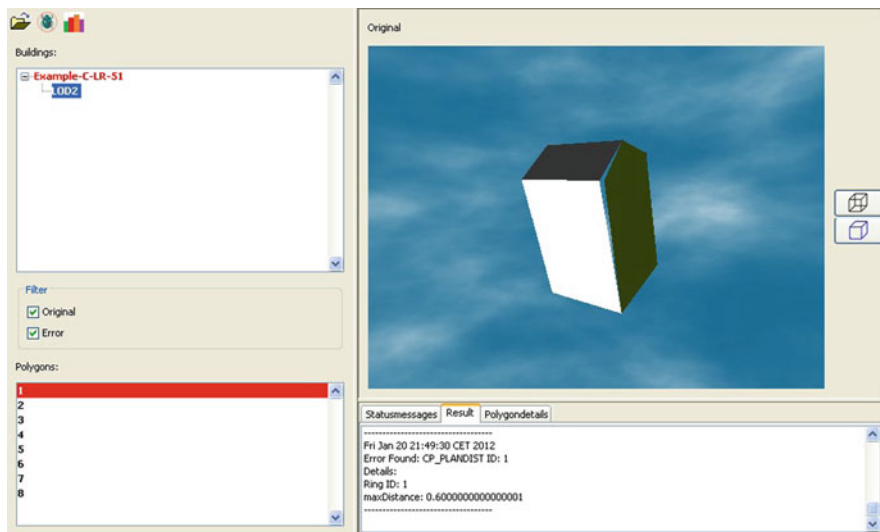 Buildings:
Example-C-LR-51
LOD2
Filter
Original
Error
Polygons:
1
2
3
4
5
6
7
8
Original
Statusmessages Result Polygondetails
----------------------------------
Fri Jan 20 21:49:30 CET 2012
Error Found: CP_PLANDIST ID: 1
Details:
Ring ID: 1
maxDistance: 0.6000000000000001
----------------------------------